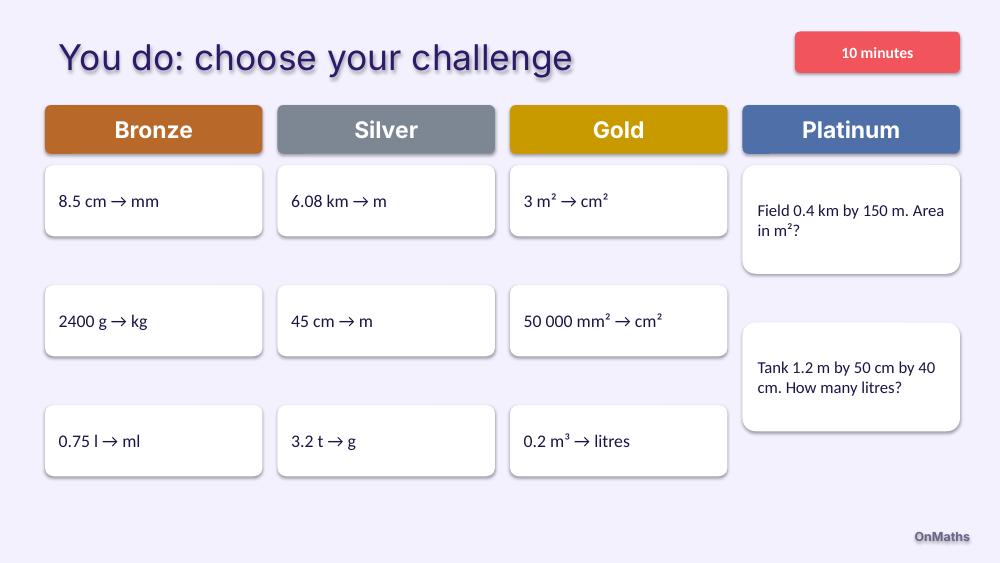 You do: choose your challenge
10 minutes
Bronze
Silver
Gold
Platinum
8.5 cm → mm
6.08 km → m
3 m² → cm²
Field 0.4 km by 150 m. Area
in m²?
2400 g → kg
45 cm → m
50 000 mm² → cm²
Tank 1.2 m by 50 cm by 40
cm. How many litres?
0.75 l → ml
3.2 t → g
0.2 m³ → litres
OnMaths